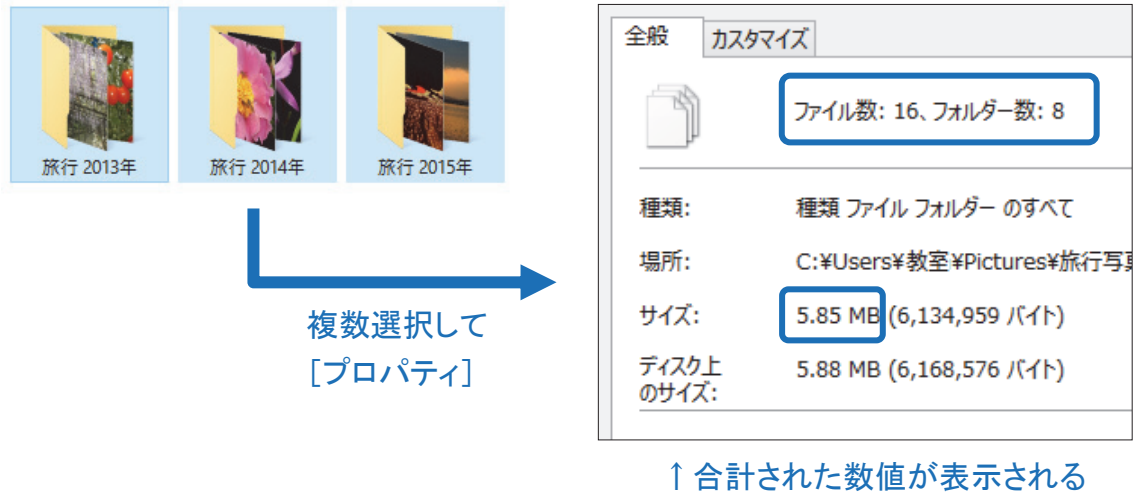 旅行 2013年
旅行 2014年
旅行 2015年
複数選択して
[プロパティ]
全般
カスタマイズ
ファイル数: 16、フォルダー数: 8
種類: 種類 ファイル フォルダー のすべて
場所: C:¥Users¥教室¥Pictures¥旅行写
サイズ: 5.85 MB (6,134,959 バイト)
ディスク上
のサイズ: 5.88 MB (6,168,576 バイト)
↑合計された数値が表示される